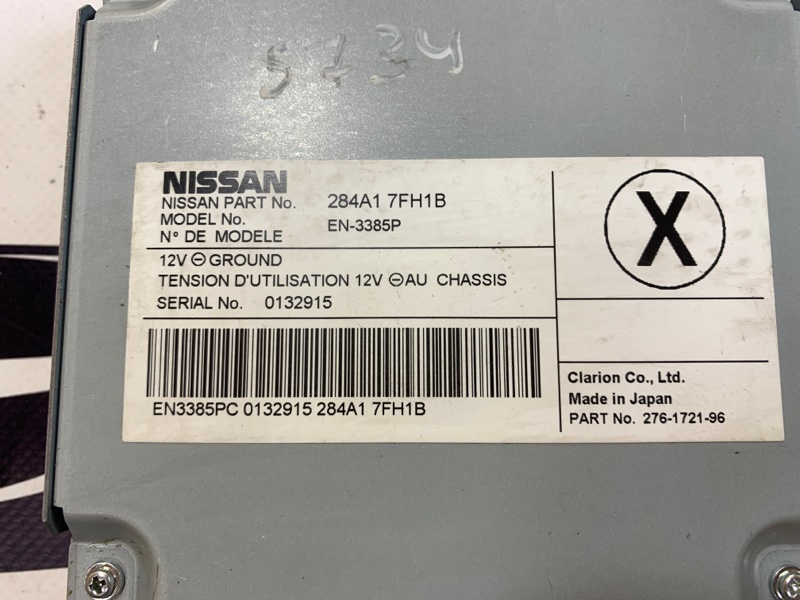 5734
NISSAN
NISSAN PART No. 284A1 7FH1B
MODEL No.
N° DE MODELE EN-3385P
12V ⊖ GROUND
TENSION D'UTILISATION 12V ⊖ AU CHASSIS
SERIAL No. 0132915
EN3385PC 0132915 284A1 7FH1B
X
Clarion Co., Ltd.
Made in Japan
PART No. 276-1721-96